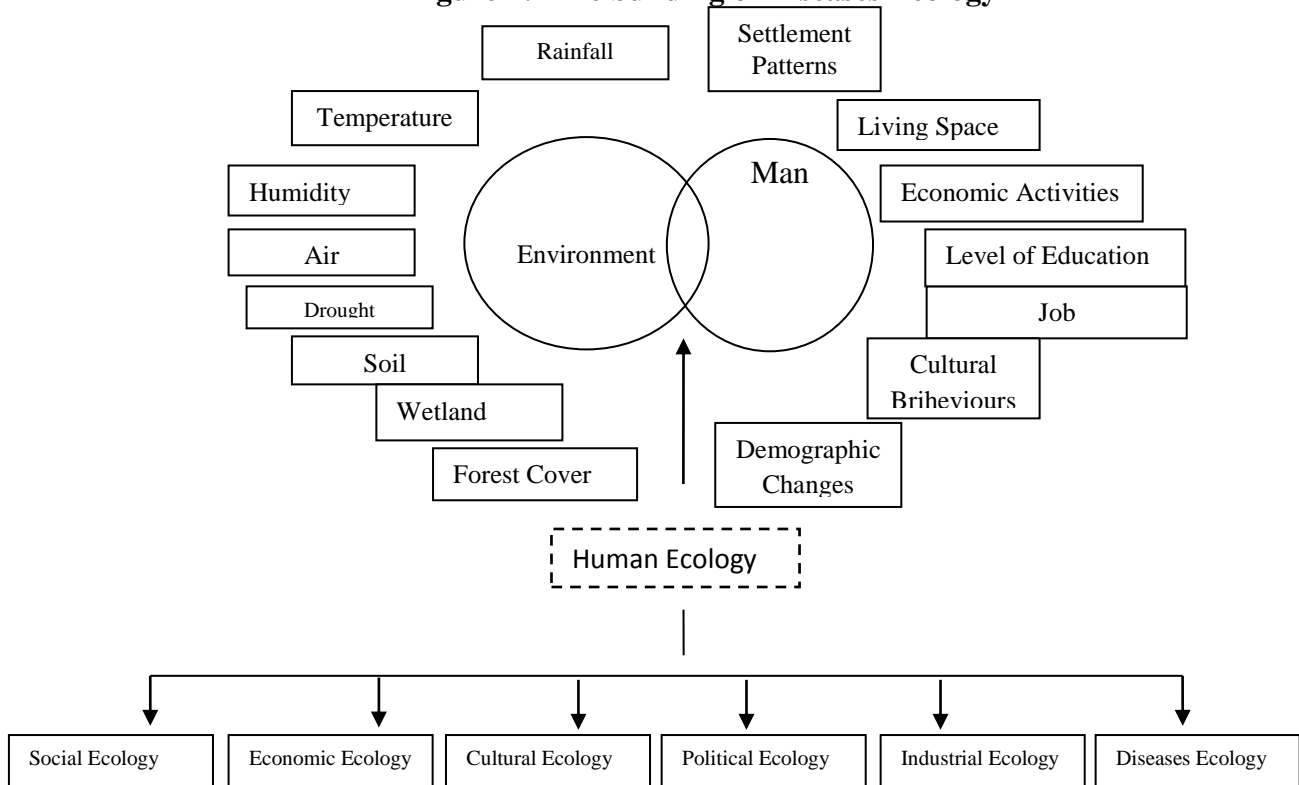 Rainfall
Settlement
Patterns
Temperature
Living Space
Man
Humidity
Economic Activities
Environment
Air
Level of Education
Drought
Job
Soil
Cultural
Briheviours
Wetland
Demographic
Changes
Forest Cover
Human Ecology
Social Ecology
Economic Ecology
Cultural Ecology
Political Ecology
Industrial Ecology
Diseases Ecology